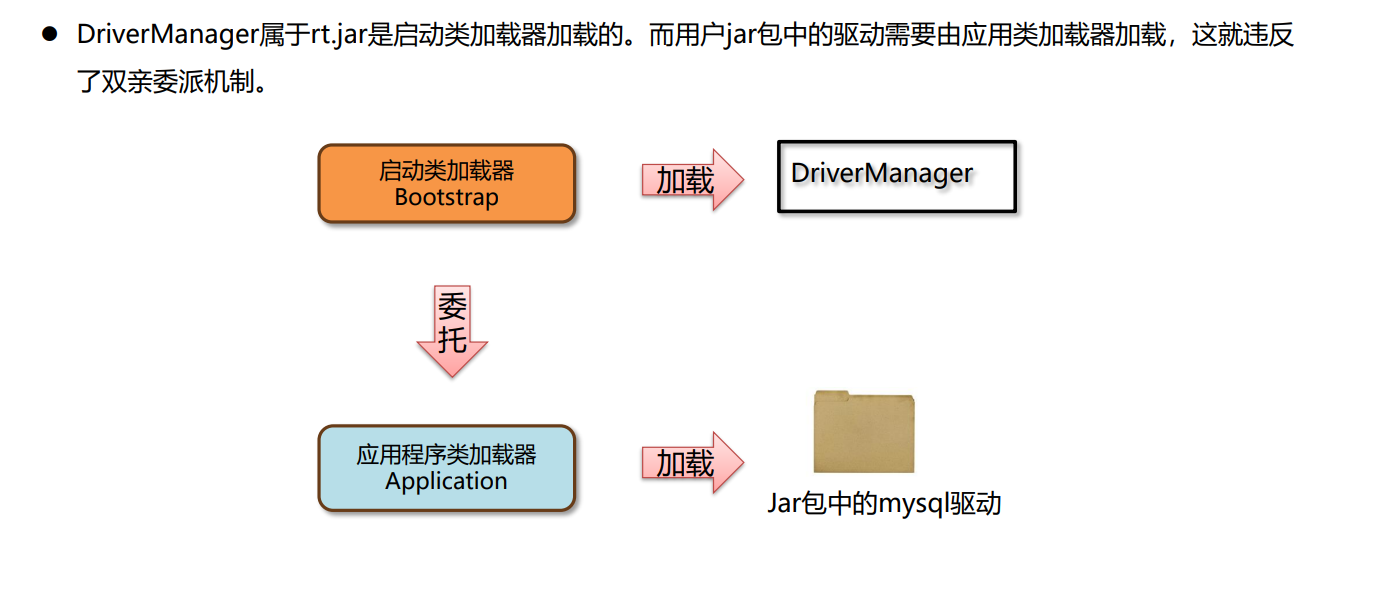 ● DriverManager属于rt.jar是启动类加载器加载的。而用户jar包中的驱动需要由应用类加载器加载，这就违反
了双亲委派机制。
启动类加载器
Bootstrap
加载
DriverManager
委
托
应用程序类加载器
Application
加载
Jar包中的mysql驱动